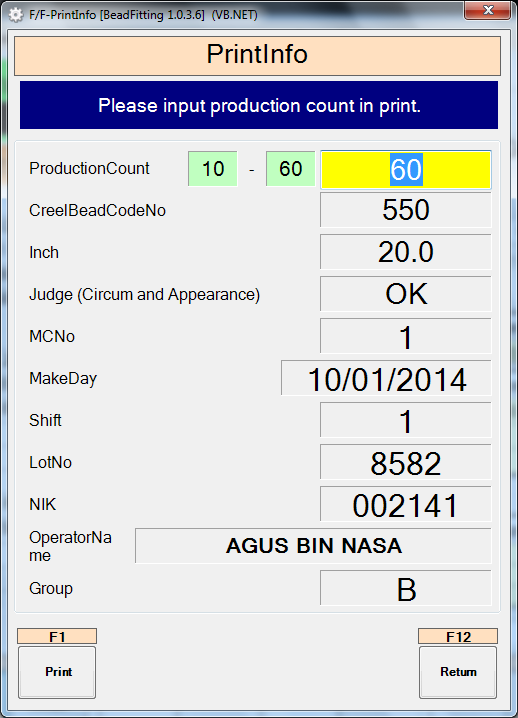 F/F-PrintInfo [BeadFitting 1.0.3.6] (VB.NET)
PrintInfo
Please input production count in print.
ProductionCount 10 - 60 60
CreelBeadCodeNo 550
Inch 20.0
Judge (Circum and Appearance) OK
MCNo 1
MakeDay 10/01/2014
Shift 1
LotNo 8582
NIK 002141
OperatorNa
me AGUS BIN NASA
Group B
F1 F12
Print Return